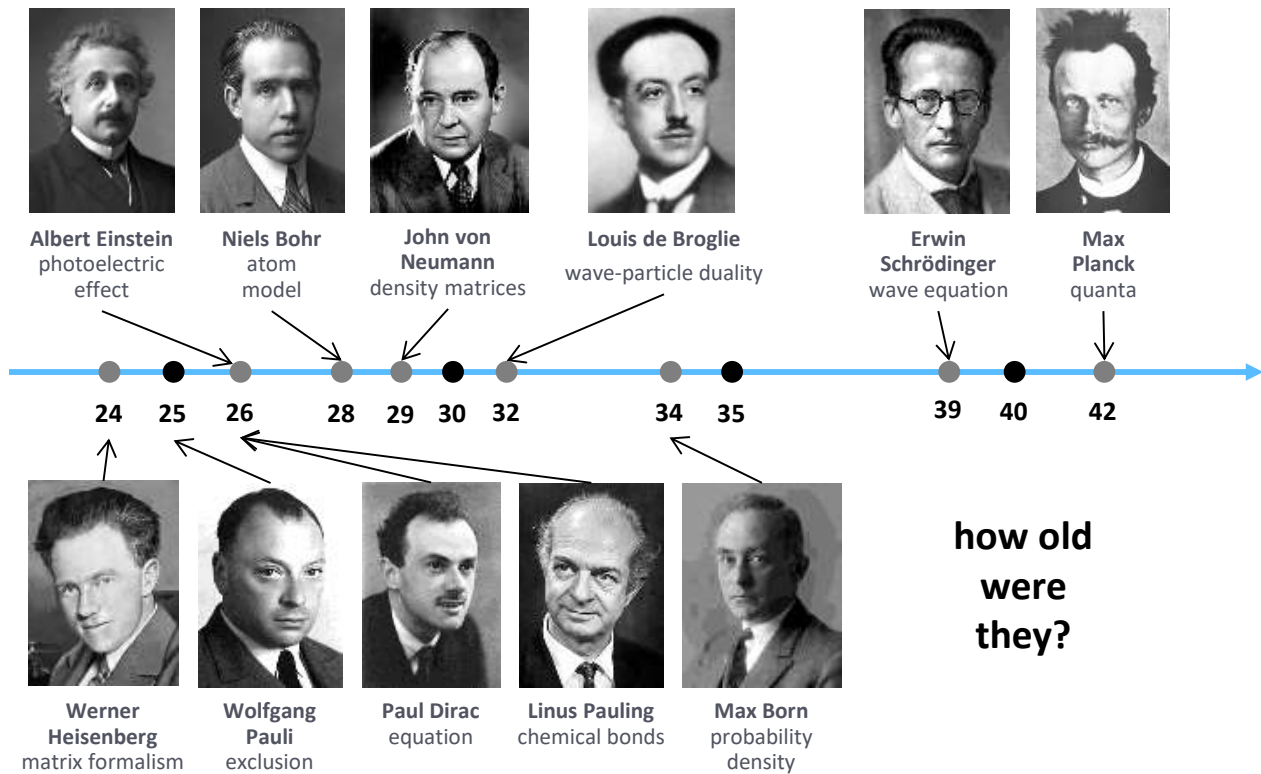 Albert Einstein
photoelectric
effect
Niels Bohr
atom
model
John von
Neumann
density matrices
Louis de Broglie
wave-particle duality
Erwin
Schrödinger
wave equation
Max
Planck
quanta
24
25
26
28
29
30
32
34
35
39
40
42
how old
were
they?
Werner
Heisenberg
matrix formalism
Wolfgang
Pauli
exclusion
Paul Dirac
equation
Linus Pauling
chemical bonds
Max Born
probability
density